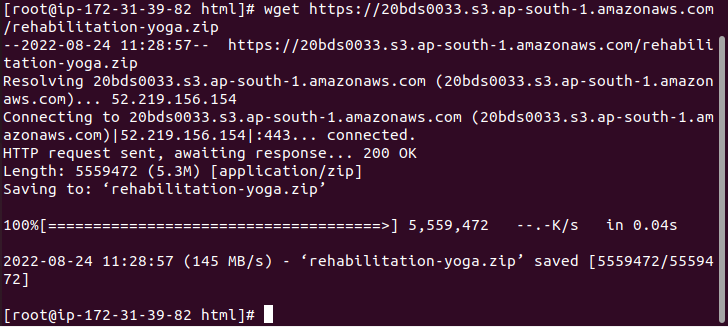 [root@ip-172-31-39-82 html]# wget https://20bds0033.s3.ap-south-1.amazonaws.com
/rehabilitation-yoga.zip
--2022-08-24 11:28:57--  https://20bds0033.s3.ap-south-1.amazonaws.com/rehabili
tation-yoga.zip
Resolving 20bds0033.s3.ap-south-1.amazonaws.com (20bds0033.s3.ap-south-1.amazon
aws.com)... 52.219.156.154
Connecting to 20bds0033.s3.ap-south-1.amazonaws.com (20bds0033.s3.ap-south-1.am
azonaws.com)|52.219.156.154|:443... connected.
HTTP request sent, awaiting response... 200 OK
Length: 5559472 (5.3M) [application/zip]
Saving to: ‘rehabilitation-yoga.zip’
100%[=====================================>] 5,559,472   --.-K/s   in 0.04s
2022-08-24 11:28:57 (145 MB/s) - ‘rehabilitation-yoga.zip’ saved [5559472/55594
72]
[root@ip-172-31-39-82 html]#